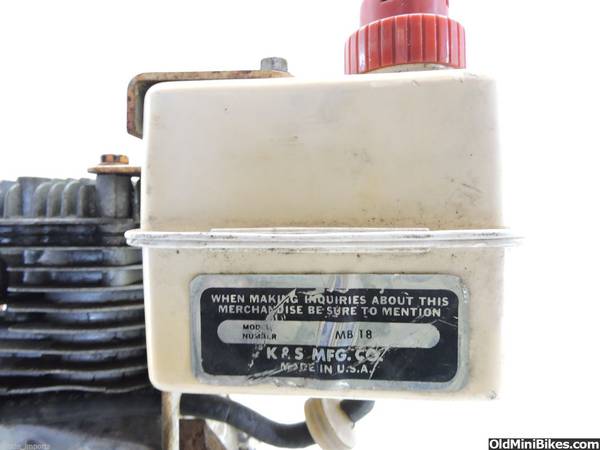 WHEN MAKING INQUIRIES ABOUT THIS
MERCHANDISE BE SURE TO MENTION
MODEL
NUMBER
MB 18
K & S MFG. CO.
MADE IN U.S.A.
OldMiniBikes.com